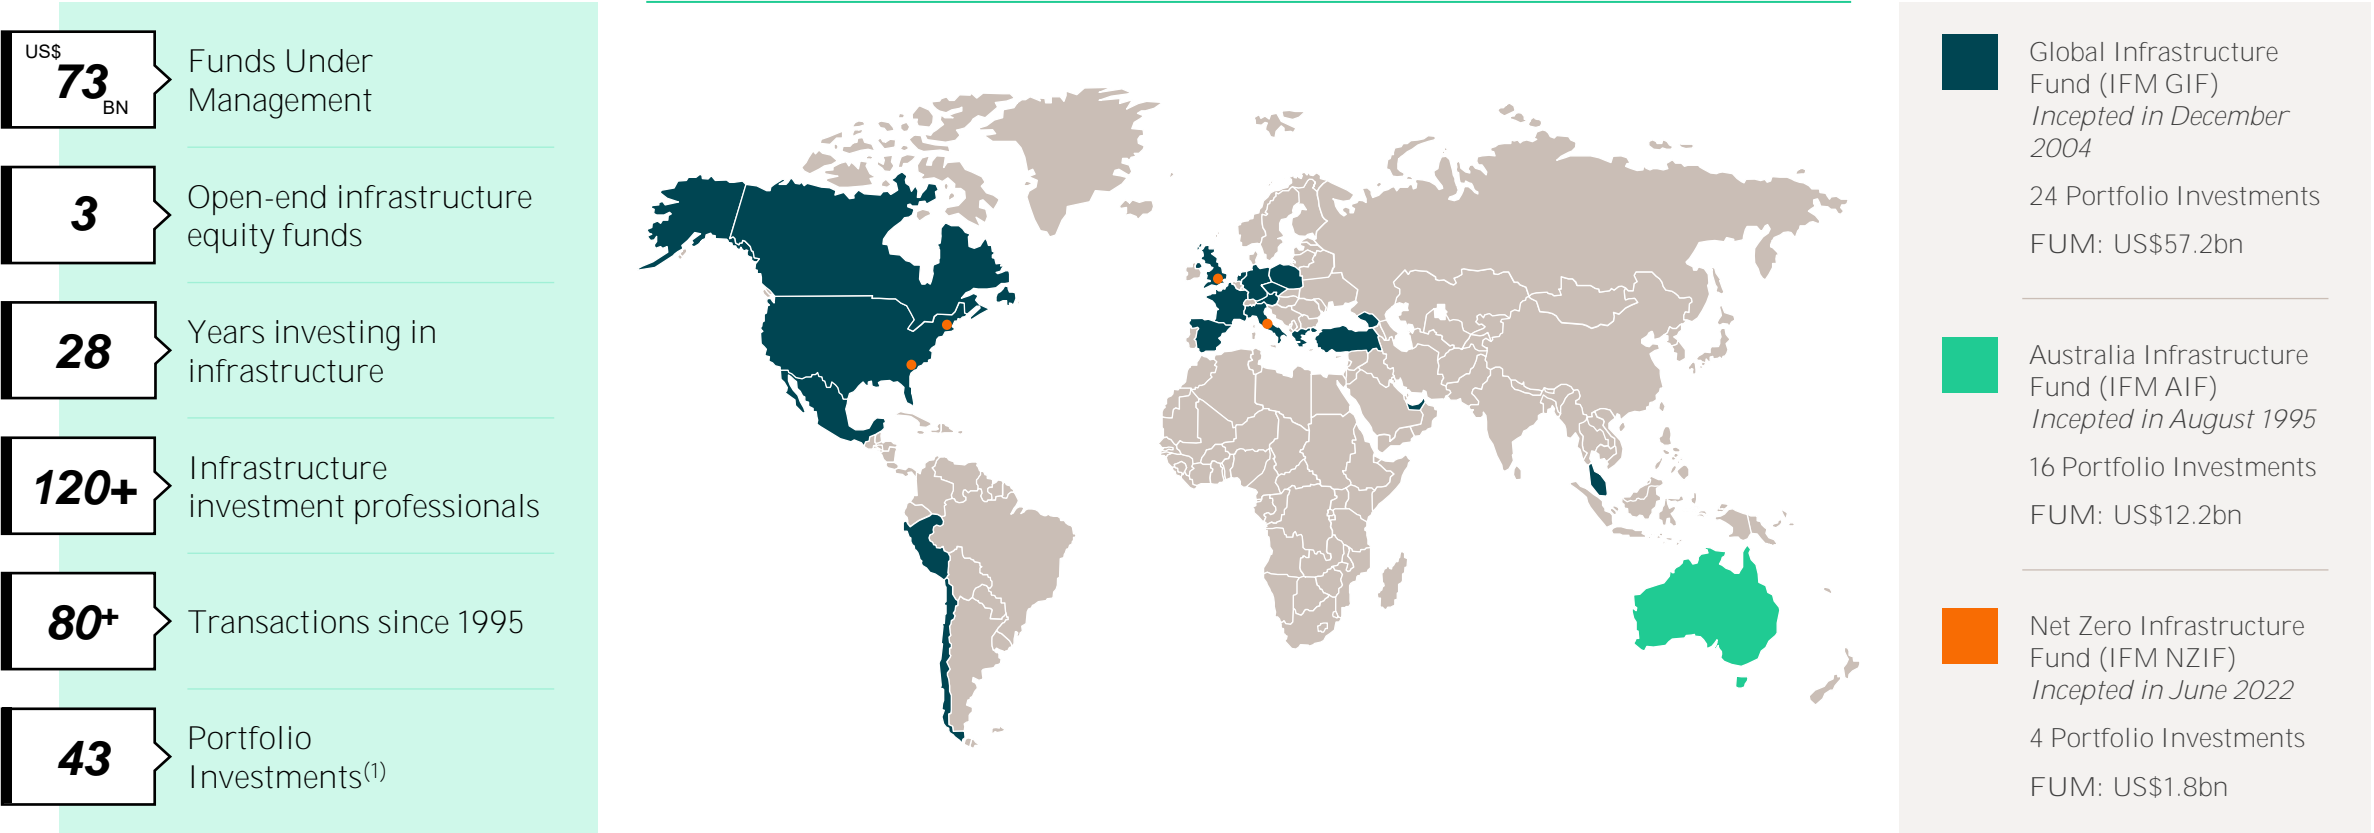 US$
73
BN
Funds Under
Management
3
Open-end infrastructure
equity funds
28
Years investing in
infrastructure
120+
Infrastructure
investment professionals
80+
Transactions since 1995
43
Portfolio
Investments(1)
Global Infrastructure
Fund (IFM GIF)
Incepted in December
2004
24 Portfolio Investments
FUM: US$57.2bn
Australia Infrastructure
Fund (IFM AIF)
Incepted in August 1995
16 Portfolio Investments
FUM: US$12.2bn
Net Zero Infrastructure
Fund (IFM NZIF)
Incepted in June 2022
4 Portfolio Investments
FUM: US$1.8bn